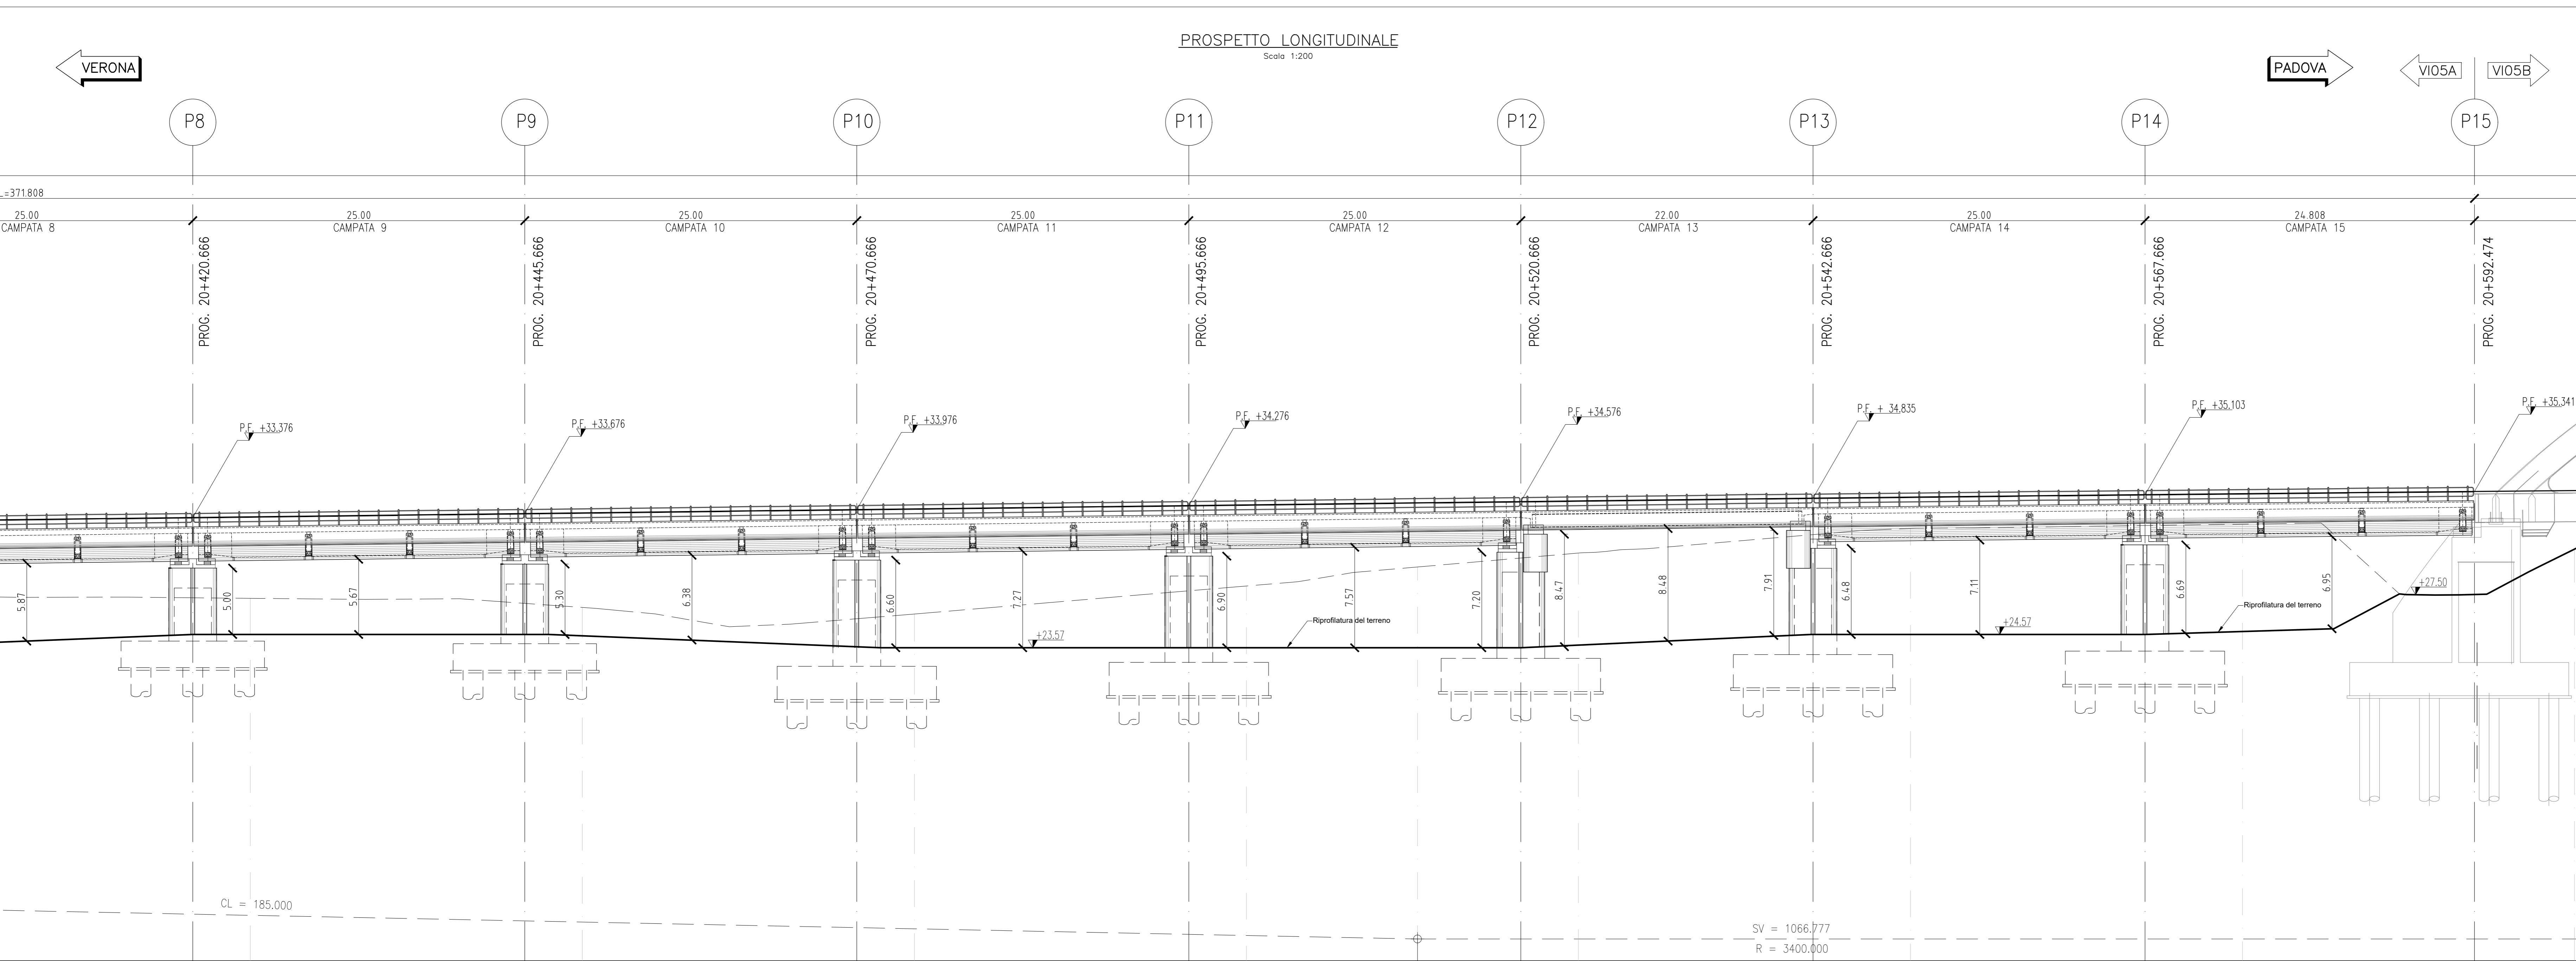 PROSPETTO LONGITUDINALE
Scala 1:200
VERONA
PADOVA
VI05A
VI05B
P8
P9
P10
P11
P12
P13
P14
P15
L=371.808
25.00
25.00
25.00
25.00
25.00
22.00
25.00
24.808
CAMPATA 8
CAMPATA 9
CAMPATA 10
CAMPATA 11
CAMPATA 12
CAMPATA 13
CAMPATA 14
CAMPATA 15
PROG. 20+420.666
PROG. 20+445.666
PROG. 20+470.666
PROG. 20+495.666
PROG. 20+520.666
PROG. 20+542.666
PROG. 20+567.666
PROG. 20+592.474
P.F. +33.376
P.F. +33.676
P.F. +33.976
P.F. +34.276
P.F. +34.576
P.F. + 34.835
P.F. +35.103
P.F. +35.341
5.87
5.00
5.67
5.30
6.38
6.60
7.27
6.90
7.57
7.20
8.47
8.48
7.91
6.48
7.11
6.69
6.95
+27.50
Riprofilatura del terreno
Riprofilatura del terreno
+23.57
+24.57
CL = 185.000
SV = 1066.777
R = 3400.000